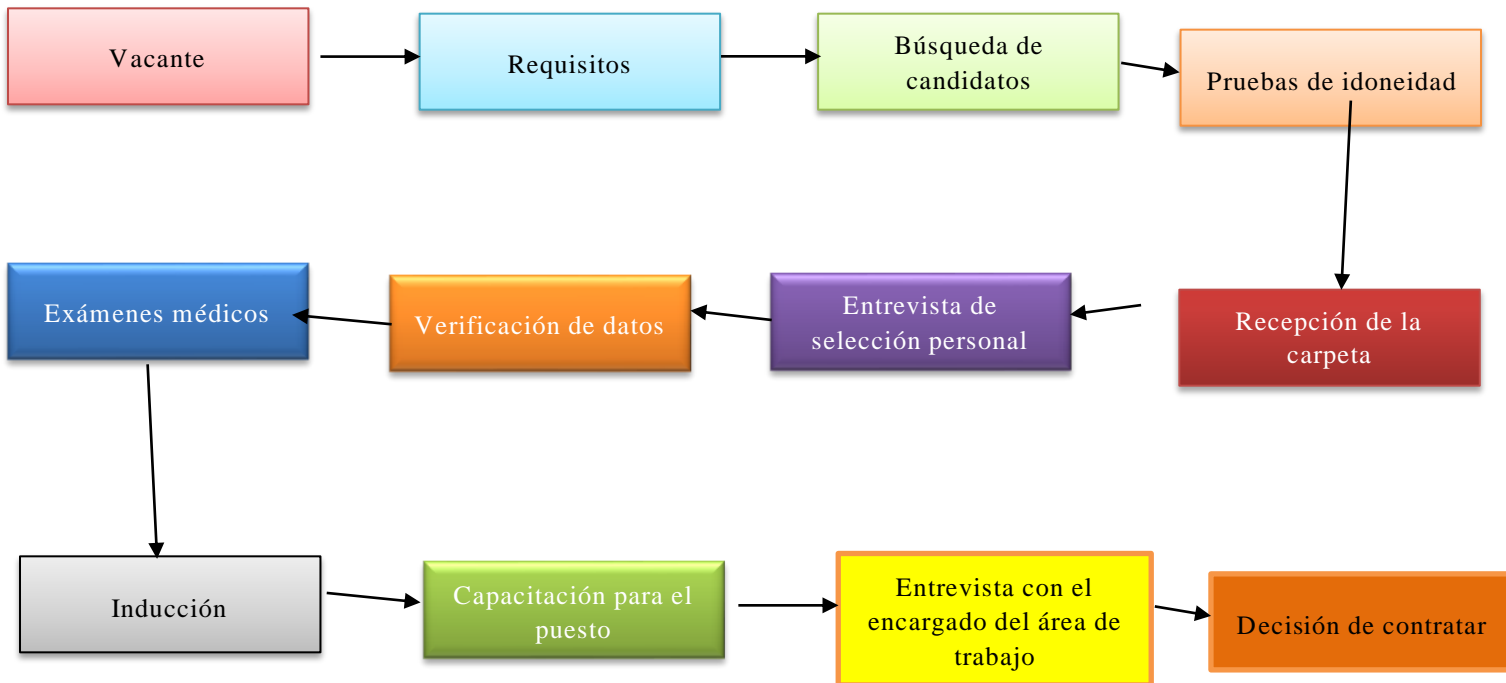 Vacante
Requisitos
Búsqueda de
candidatos
Pruebas de idoneidad
Recepción de la
carpeta
Entrevista de
selección personal
Verificación de datos
Exámenes médicos
Inducción
Capacitación para el
puesto
Entrevista con el
encargado del área de
trabajo
Decisión de contratar